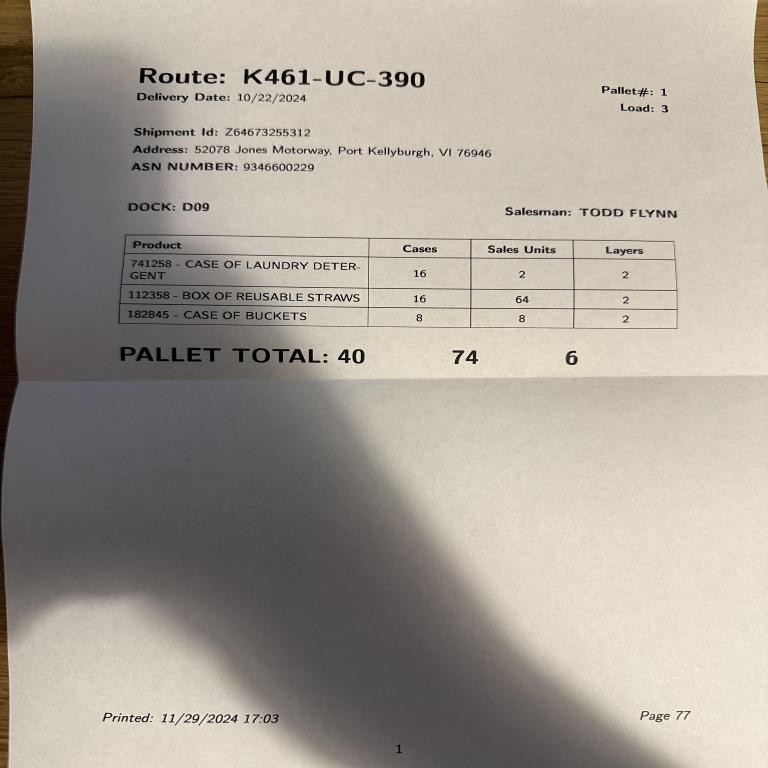 Route: K461-UC-390
Delivery Date: 10/22/2024
Pallet#: 1
Load: 3
Shipment Id: Z64673255312
Address: 52078 Jones Motorway, Port Kellyburgh, VI 76946
ASN NUMBER: 9346600229
DOCK: D09
Salesman: TODD FLYNN
Product Cases Sales Units Layers
741258 - CASE OF LAUNDRY DETER-
GENT 16 2 2
112358 - BOX OF REUSABLE STRAWS 16 64 2
182845 - CASE OF BUCKETS 8 8 2
PALLET TOTAL: 40 74 6
Printed: 11/29/2024 17:03
Page 77
1